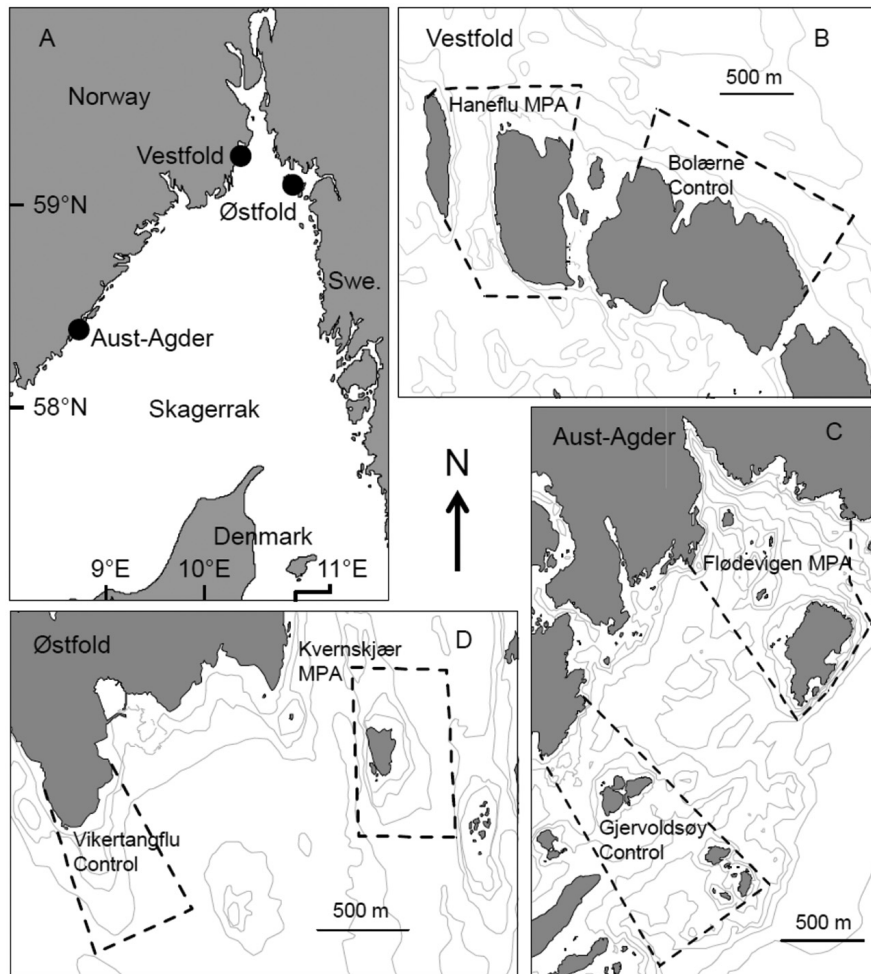 A
Norway
Vestfold
59°N
Østfold
Swe.
Aust-Agder
58°N
Skagerrak
Denmark
9°E
10°E
11°E
N
Vestfold
B
500 m
Haneflu MPA
Bolærne
Control
Aust-Agder
C
Flødevigen MPA
Gjervoldsøy
Control
500 m
Østfold
D
Kvernskjær
MPA
Vikertangflu
Control
500 m